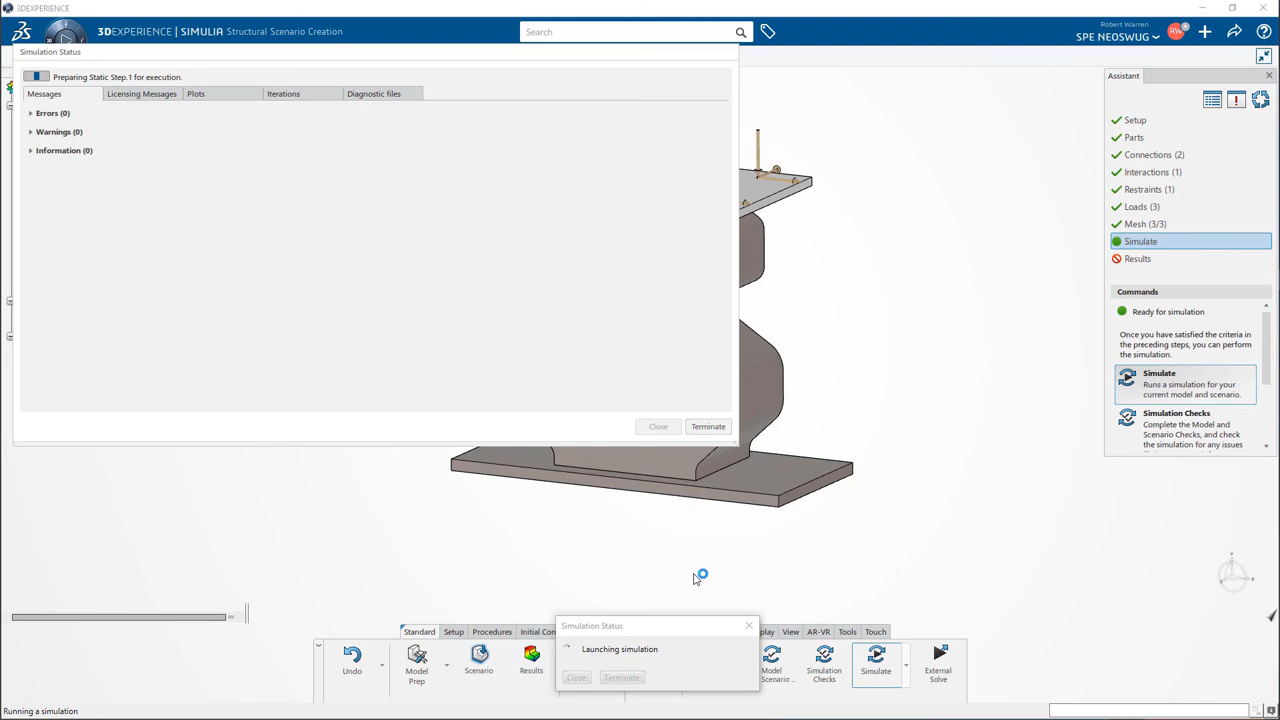 3DEXPERIENCE
3DEXPERIENCE | SIMULIA Structural Scenario Creation
Search
Robert Warren
SPE NEOSWUG
RW
Simulation Status
Preparing Static Step.1 for execution.
Messages
Licensing Messages
Plots
Iterations
Diagnostic files
Errors (0)
Warnings (0)
Information (0)
Close
Terminate
Assistant
Setup
Parts
Connections (2)
Interactions (1)
Restraints (1)
Loads (3)
Mesh (3/3)
Simulate
Results
Commands
Ready for simulation
Once you have satisfied the criteria in
the preceding steps, you can perform
the simulation.
Simulate
Runs a simulation for your
current model and scenario.
Simulation Checks
Complete the Model and
Scenario Checks, and check
the simulation for any issues
Simulation Status
Launching simulation
Close
Terminate
Standard
Setup
Procedures
Initial Con
play
View
AR-VR
Tools
Touch
Undo
Model
Prep
Scenario
Results
Model
Scenario ...
Simulation
Checks
Simulate
External
Solve
Running a simulation